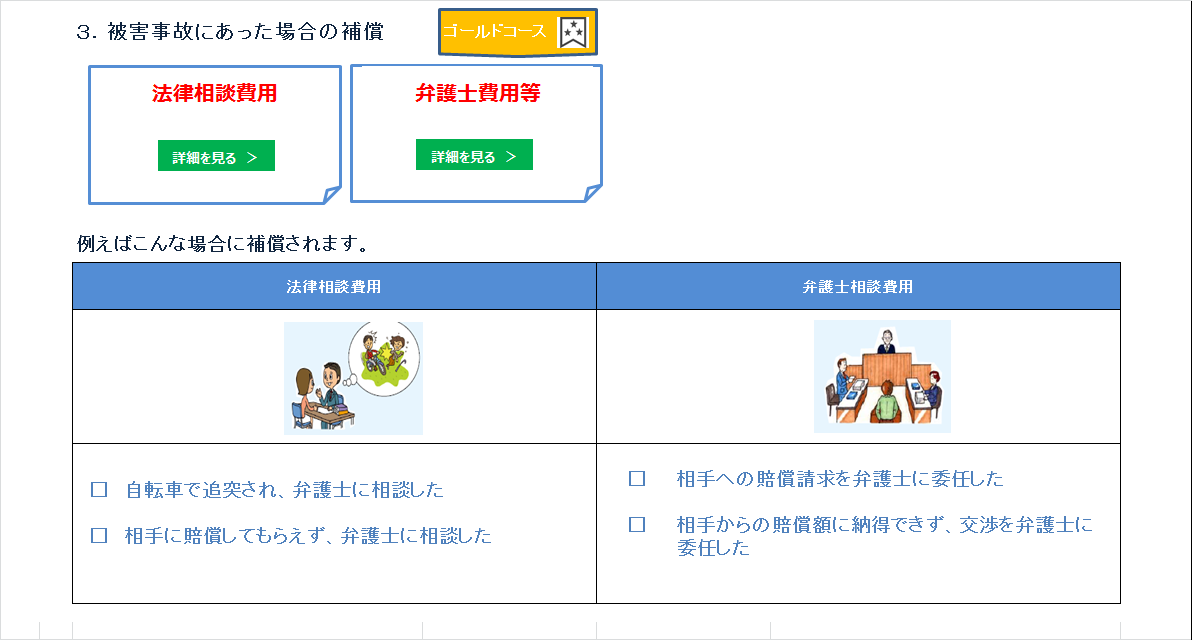 ３．被害事故にあった場合の補償
ゴールドコース
法律相談費用
弁護士費用等
詳細を見る ＞
詳細を見る ＞
例えばこんな場合に補償されます。
法律相談費用
弁護士相談費用
□ 自転車で追突され、弁護士に相談した
□ 相手に賠償してもらえず、弁護士に相談した
□ 相手への賠償請求を弁護士に委任した
□ 相手からの賠償額に納得できず、交渉を弁護士に
委任した